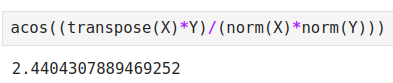 acos((transpose(X)*Y)/(norm(X)*norm(Y)))
2.4404307889469252